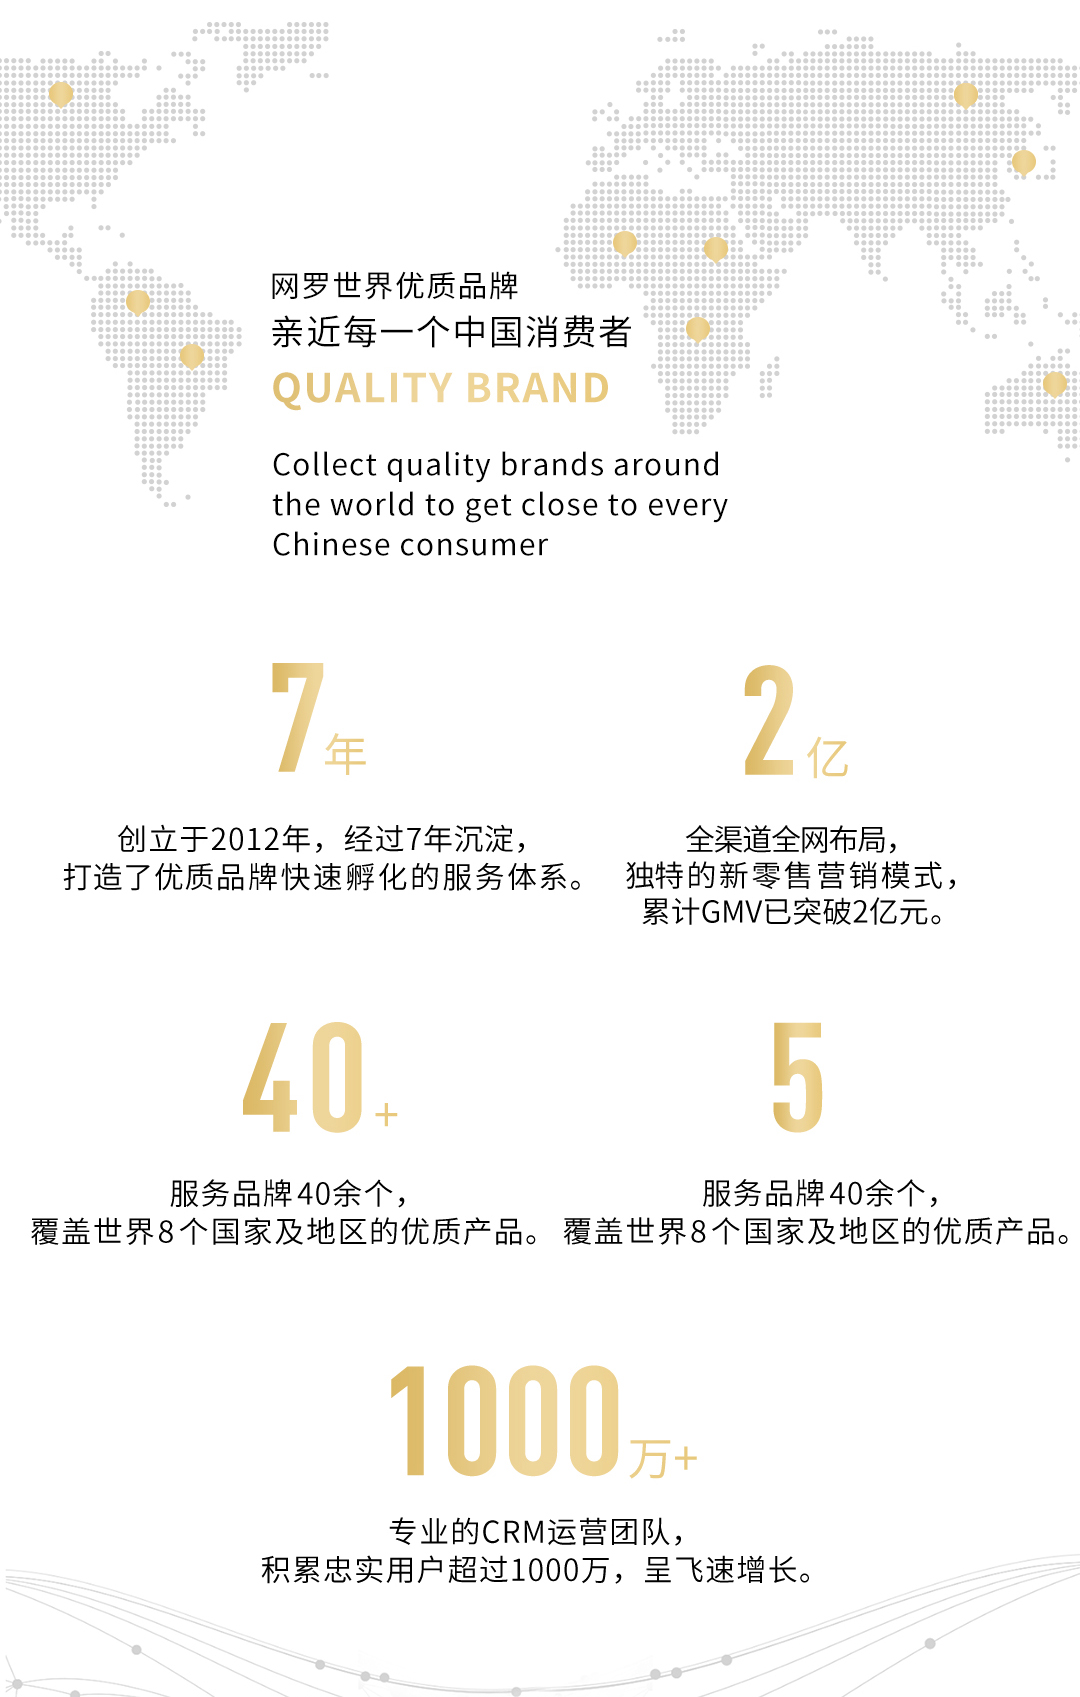 网罗世界优质品牌
亲近每一个中国消费者
QUALITY BRAND
Collect quality brands around
the world to get close to every
Chinese consumer
7年
创立于2012年，经过7年沉淀，
打造了优质品牌快速孵化的服务体系。
2亿
全渠道全网布局，
独特的新零售营销模式，
累计GMV已突破2亿元。
40+
服务品牌40余个，
覆盖世界8个国家及地区的优质产品。
5
服务品牌40余个，
覆盖世界8个国家及地区的优质产品。
1000万+
专业的CRM运营团队，
积累忠实用户超过1000万，呈飞速增长。